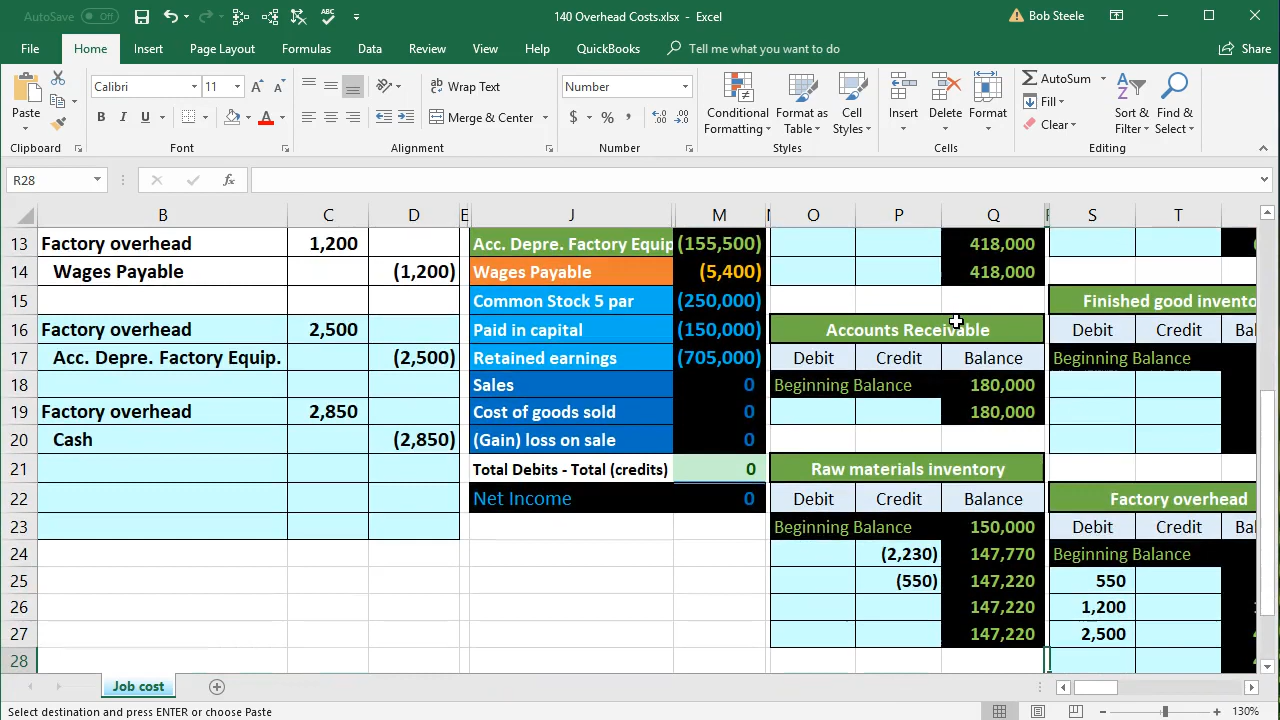 AutoSave Off 140 Overhead Costs.xlsx - Excel Bob Steele
File Home Insert Page Layout Formulas Data Review View Help QuickBooks Tell me what you want to do Share
Paste Calibri 11 A A Wrap Text Number Conditional Formatting Format as Table Cell Styles Insert Delete Format AutoSum Sort & Filter Find & Select
B I U A Merge & Center $ % , Fill
Clear
Clipboard Font Alignment Number Styles Cells Editing
R28 fx
B C D E J M O P Q S T
13 Factory overhead 1,200 Acc. Depre. Factory Equip (155,500) 418,000
14 Wages Payable (1,200) Wages Payable (5,400) 418,000
15 Common Stock 5 par (250,000) Finished good invento
16 Factory overhead 2,500 Paid in capital (150,000) Accounts Receivable Debit Credit Bal
17 Acc. Depre. Factory Equip. (2,500) Retained earnings (705,000) Debit Credit Balance Beginning Balance
18 Sales 0 Beginning Balance 180,000
19 Factory overhead 2,850 Cost of goods sold 0 180,000
20 Cash (2,850) (Gain) loss on sale 0
21 Total Debits - Total (credits) 0 Raw materials inventory
22 Net Income 0 Debit Credit Balance Factory overhead
23 Beginning Balance 150,000 Debit Credit Bal
24 (2,230) 147,770 Beginning Balance
25 (550) 147,220 550
26 147,220 1,200
27 147,220 2,500
28
Job cost
Select destination and press ENTER or choose Paste 130%